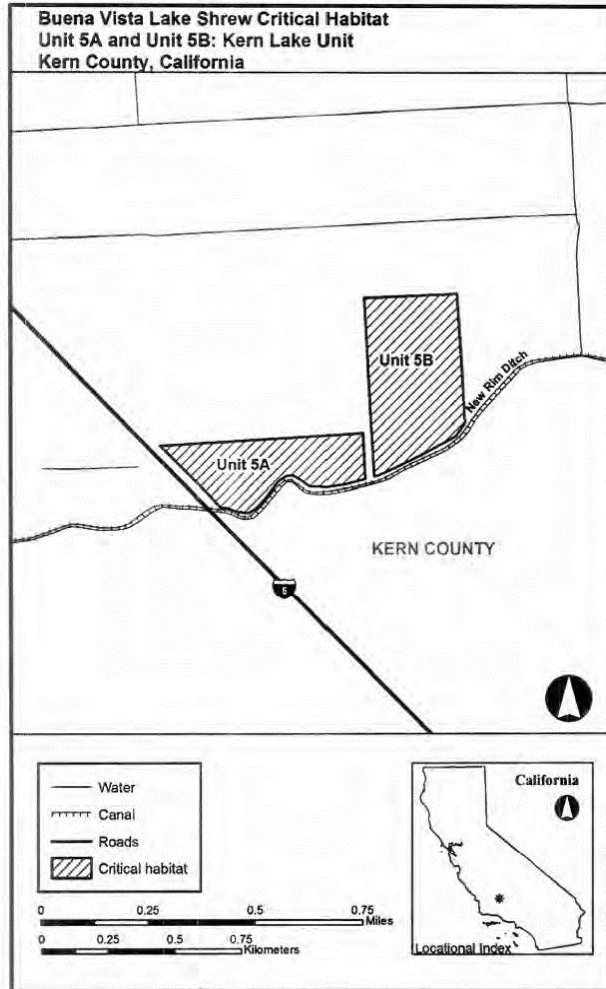 Buena Vista Lake Shrew Critical Habitat
Unit 5A and Unit 5B: Kern Lake Unit
Kern County, California
Unit 5B
New Rim Ditch
Unit 5A
KERN COUNTY
5
Water
Canal
Roads
Critical habitat
0 0.25 0.5 0.75
Miles
0 0.25 0.5 0.75
Kilometers
California
Locational Index